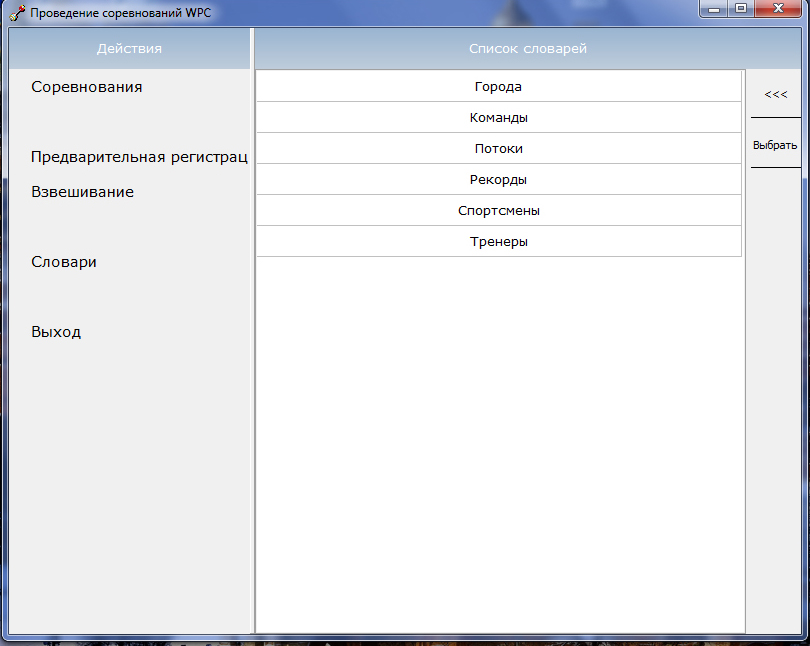 Проведение соревнований WPC
Действия
Соревнования
Предварительная регистрац
Взвешивание
Словари
Выход
Список словарей
Города
Команды
Потоки
Рекорды
Спортсмены
Тренеры
<<<
Выбрать